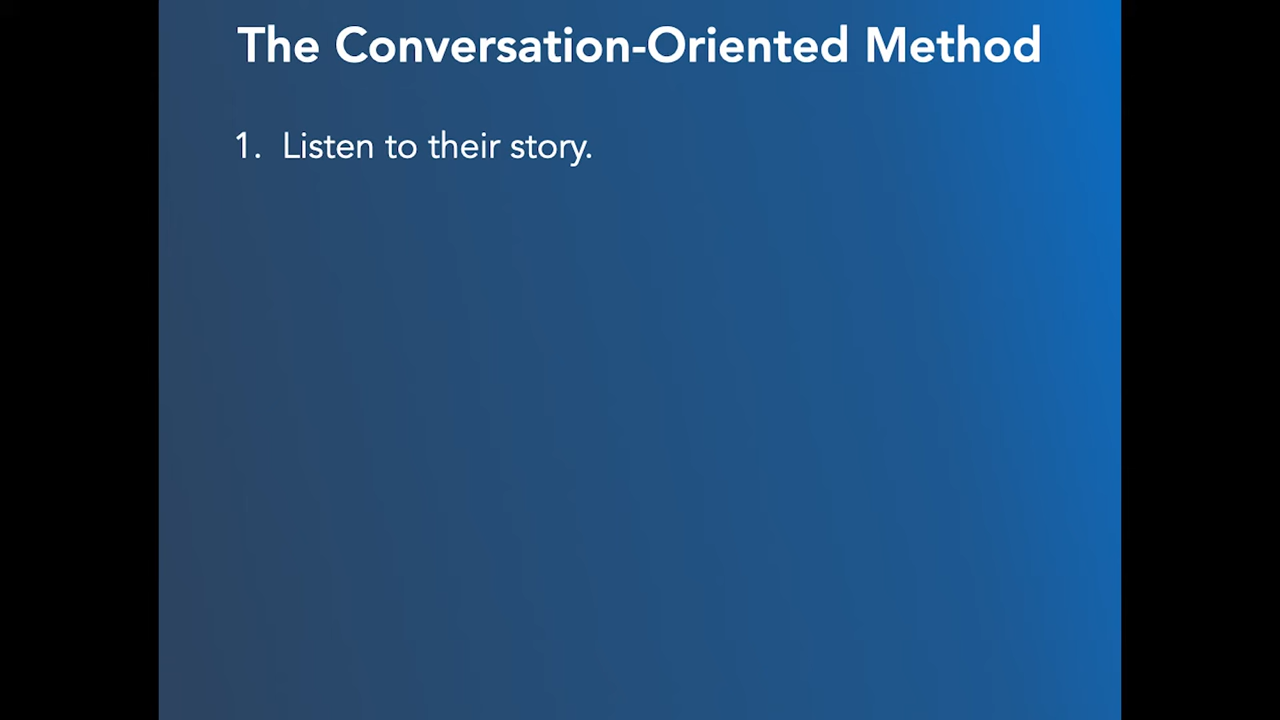 The Conversation-Oriented Method
1. Listen to their story.